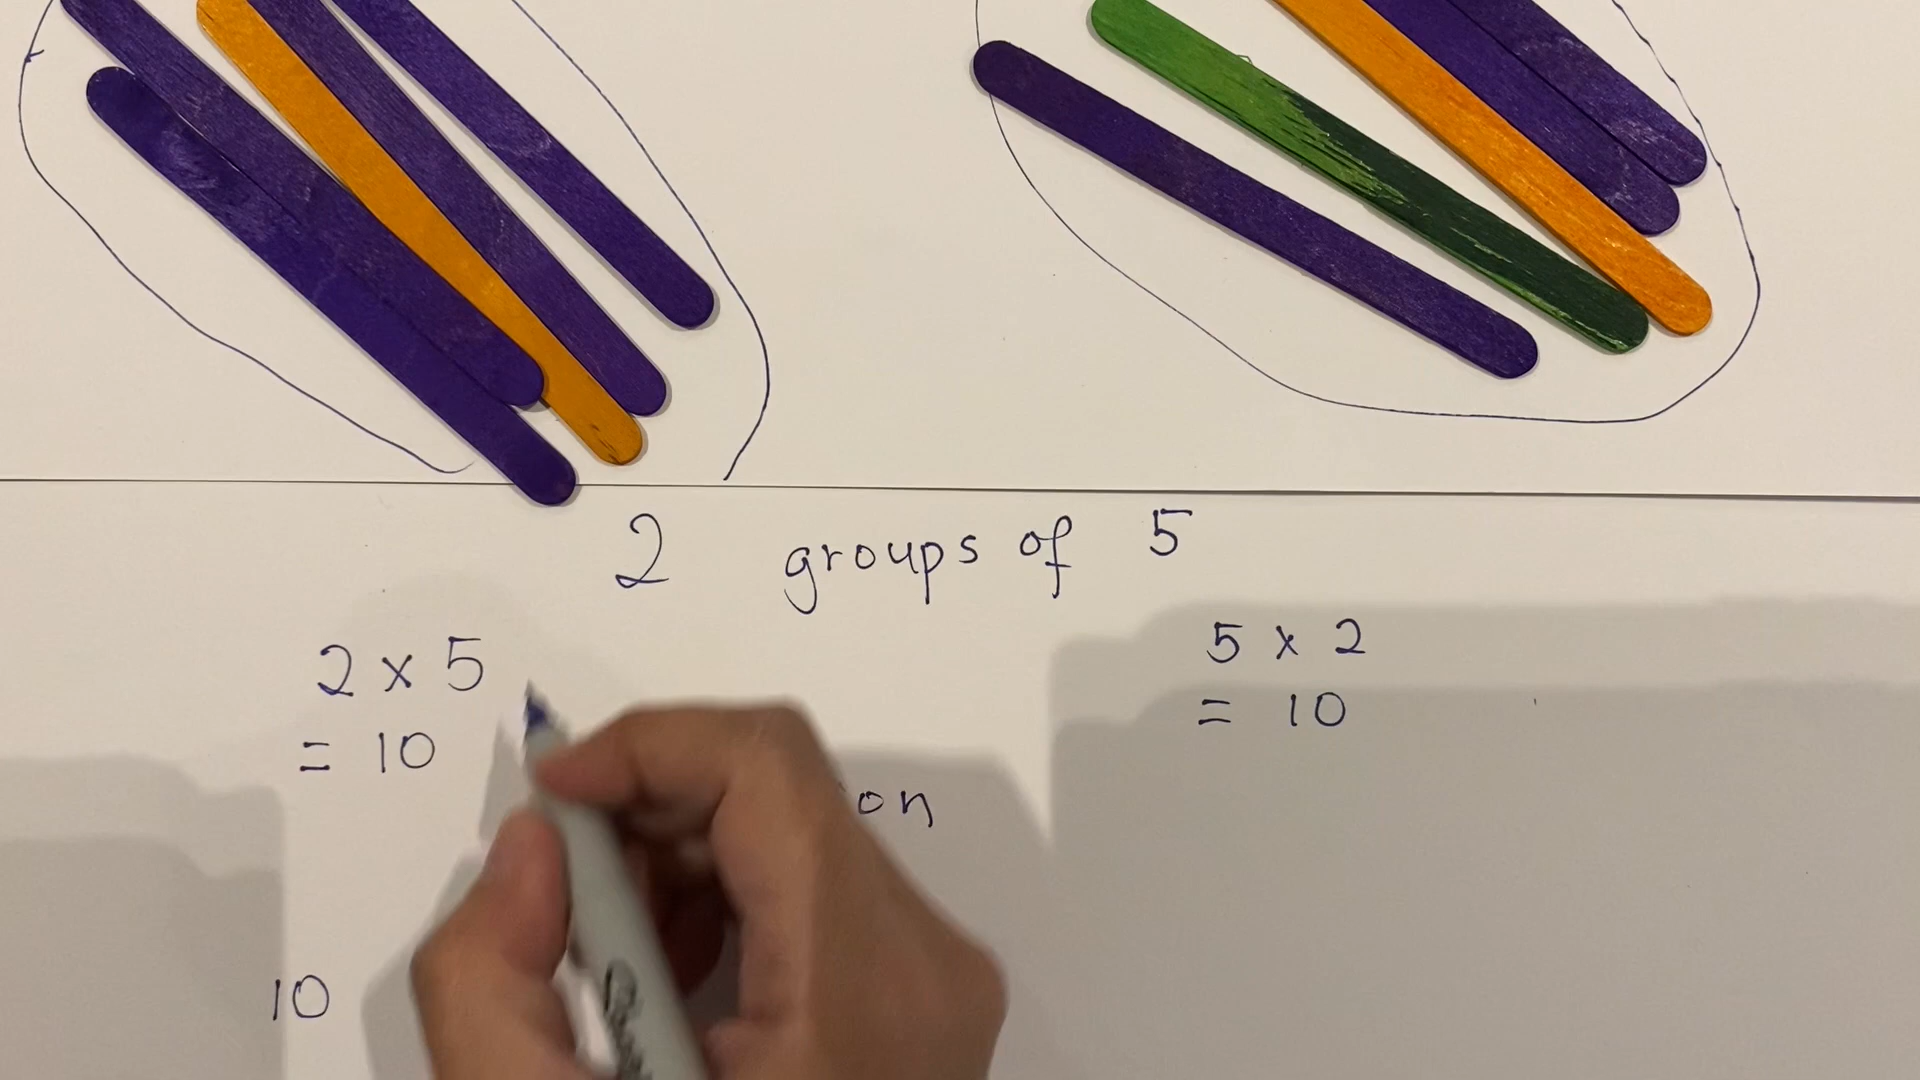 2 groups of 5
2 x 5
= 10
5 x 2
= 10
on
10